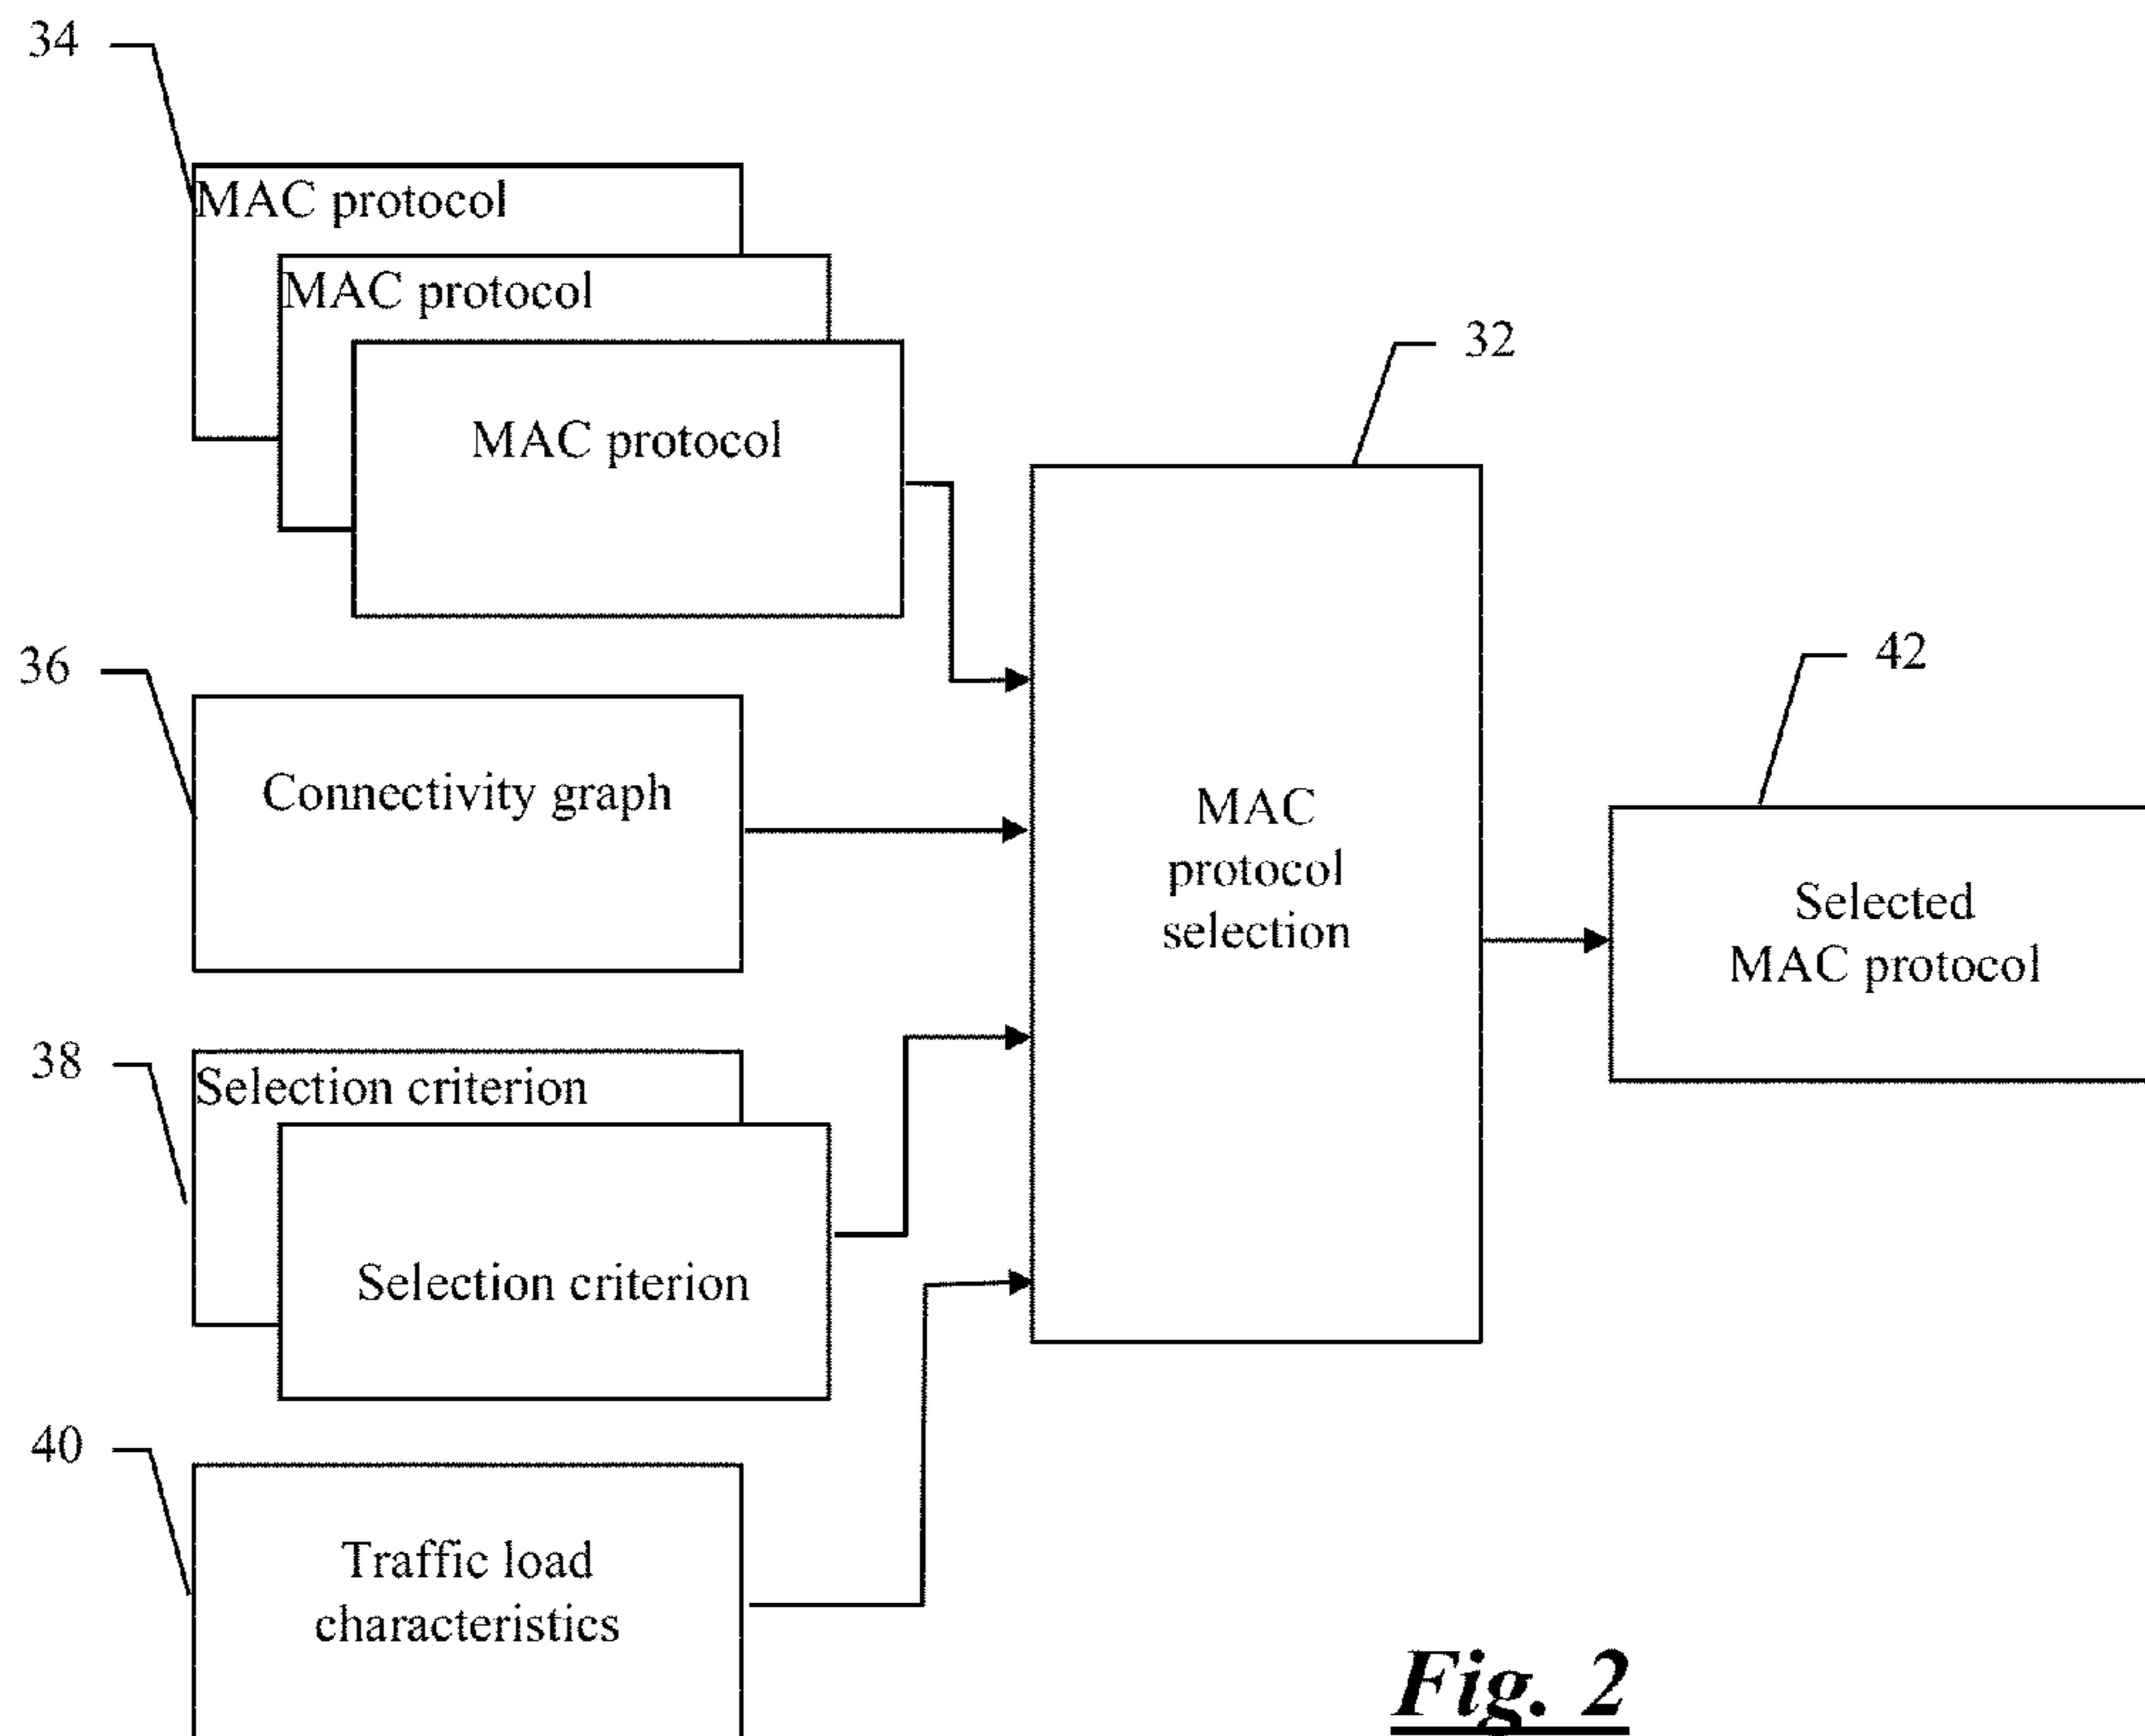 34
MAC protocol
MAC protocol
32
MAC protocol
36
42
Connectivity graph
MAC
protocol
selection
Selected
MAC protocol
38
Selection criterion
Selection criterion
40
Traffic load
characteristics
Fig. 2